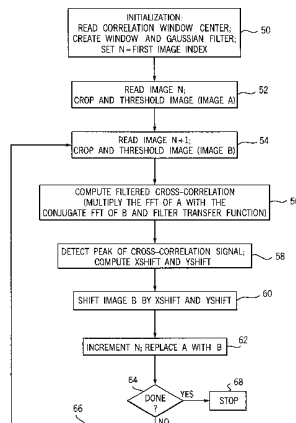 INITIALIZATION:
READ CORRELATION WINDOW CENTER;
CREATE WINDOW AND GAUSSIAN FILTER;
SET N=FIRST IMAGE INDEX
50
READ IMAGE N;
CROP AND THRESHOLD IMAGE (IMAGE A)
52
READ IMAGE N+1;
CROP AND THRESHOLD IMAGE (IMAGE B)
54
COMPUTE FILTERED CROSS-CORRELATION
(MULTIPLY THE FFT OF A WITH THE
CONJUGATE FFT OF B AND FILTER TRANSFER FUNCTION)
DETECT PEAK OF CROSS-CORRELATION SIGNAL;
COMPUTE XSHIFT AND YSHIFT
58
SHIFT IMAGE B BY XSHIFT AND YSHIFT
60
INCREMENT N; REPLACE A WITH B
62
64
DONE
?
YES
68
STOP
66
NO